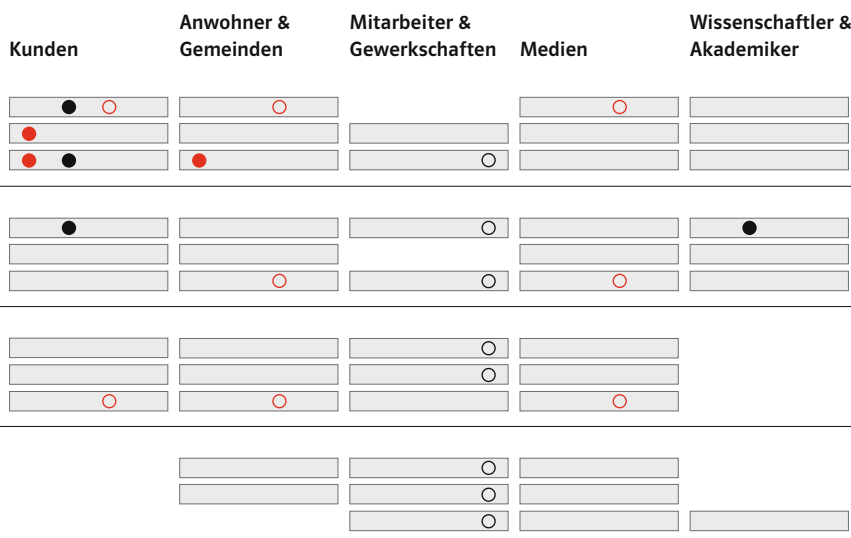 Kunden
Anwohner &
Gemeinden
Mitarbeiter &
Gewerkschaften
Medien
Wissenschaftler &
Akademiker